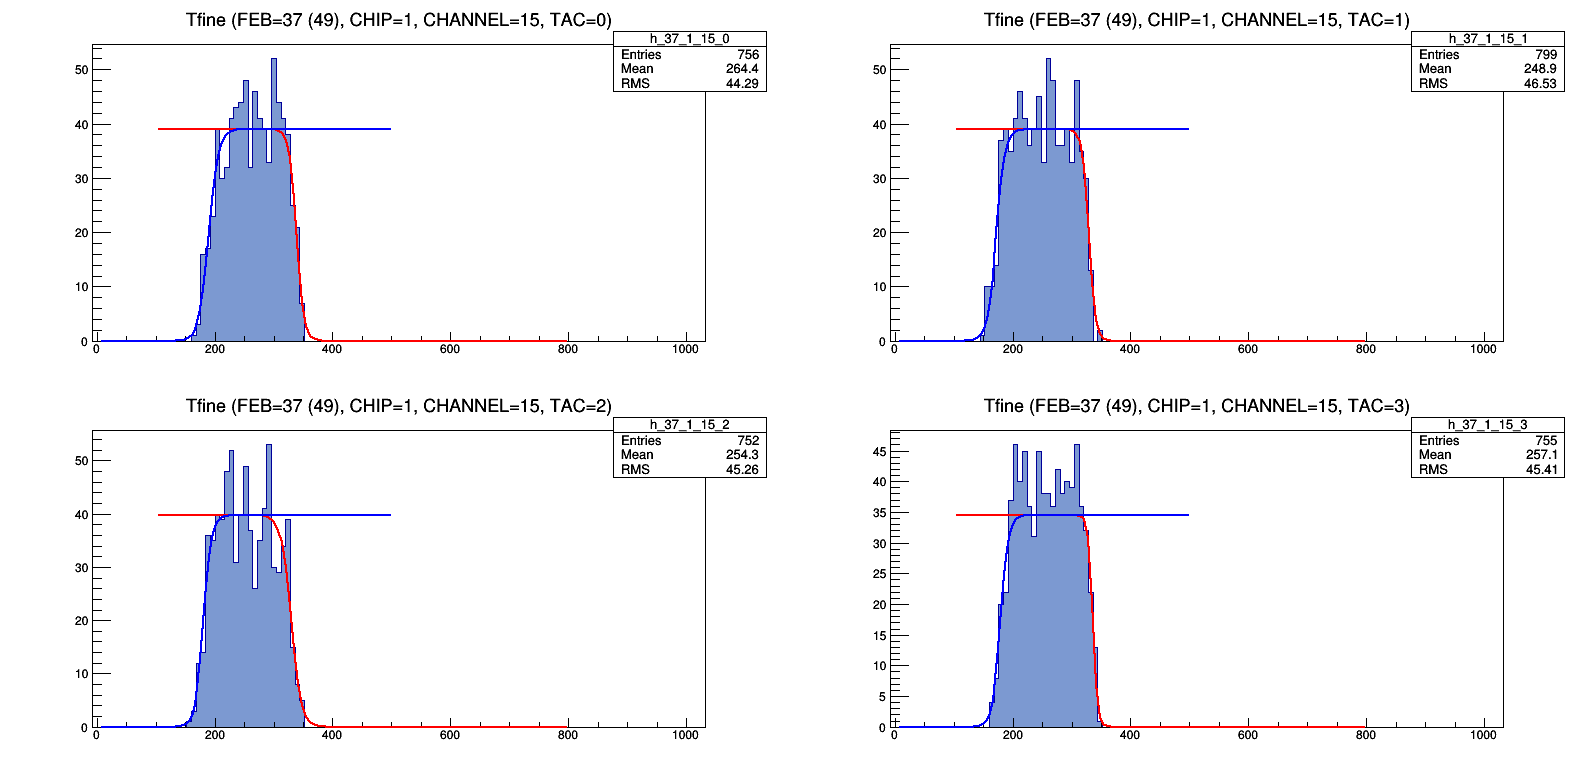 Tfine (FEB=37 (49), CHIP=1, CHANNEL=15, TAC=0)
h_37_1_15_0
Entries 756
Mean 264.4
RMS 44.29
50
40
30
20
10
0
0 200 400 600 800 1000
Tfine (FEB=37 (49), CHIP=1, CHANNEL=15, TAC=1)
h_37_1_15_1
Entries 799
Mean 248.9
RMS 46.53
50
40
30
20
10
0
0 200 400 600 800 1000
Tfine (FEB=37 (49), CHIP=1, CHANNEL=15, TAC=2)
h_37_1_15_2
Entries 752
Mean 254.3
RMS 45.26
50
40
30
20
10
0
0 200 400 600 800 1000
Tfine (FEB=37 (49), CHIP=1, CHANNEL=15, TAC=3)
h_37_1_15_3
Entries 755
Mean 257.1
RMS 45.41
45
40
35
30
25
20
15
10
5
0
0 200 400 600 800 1000